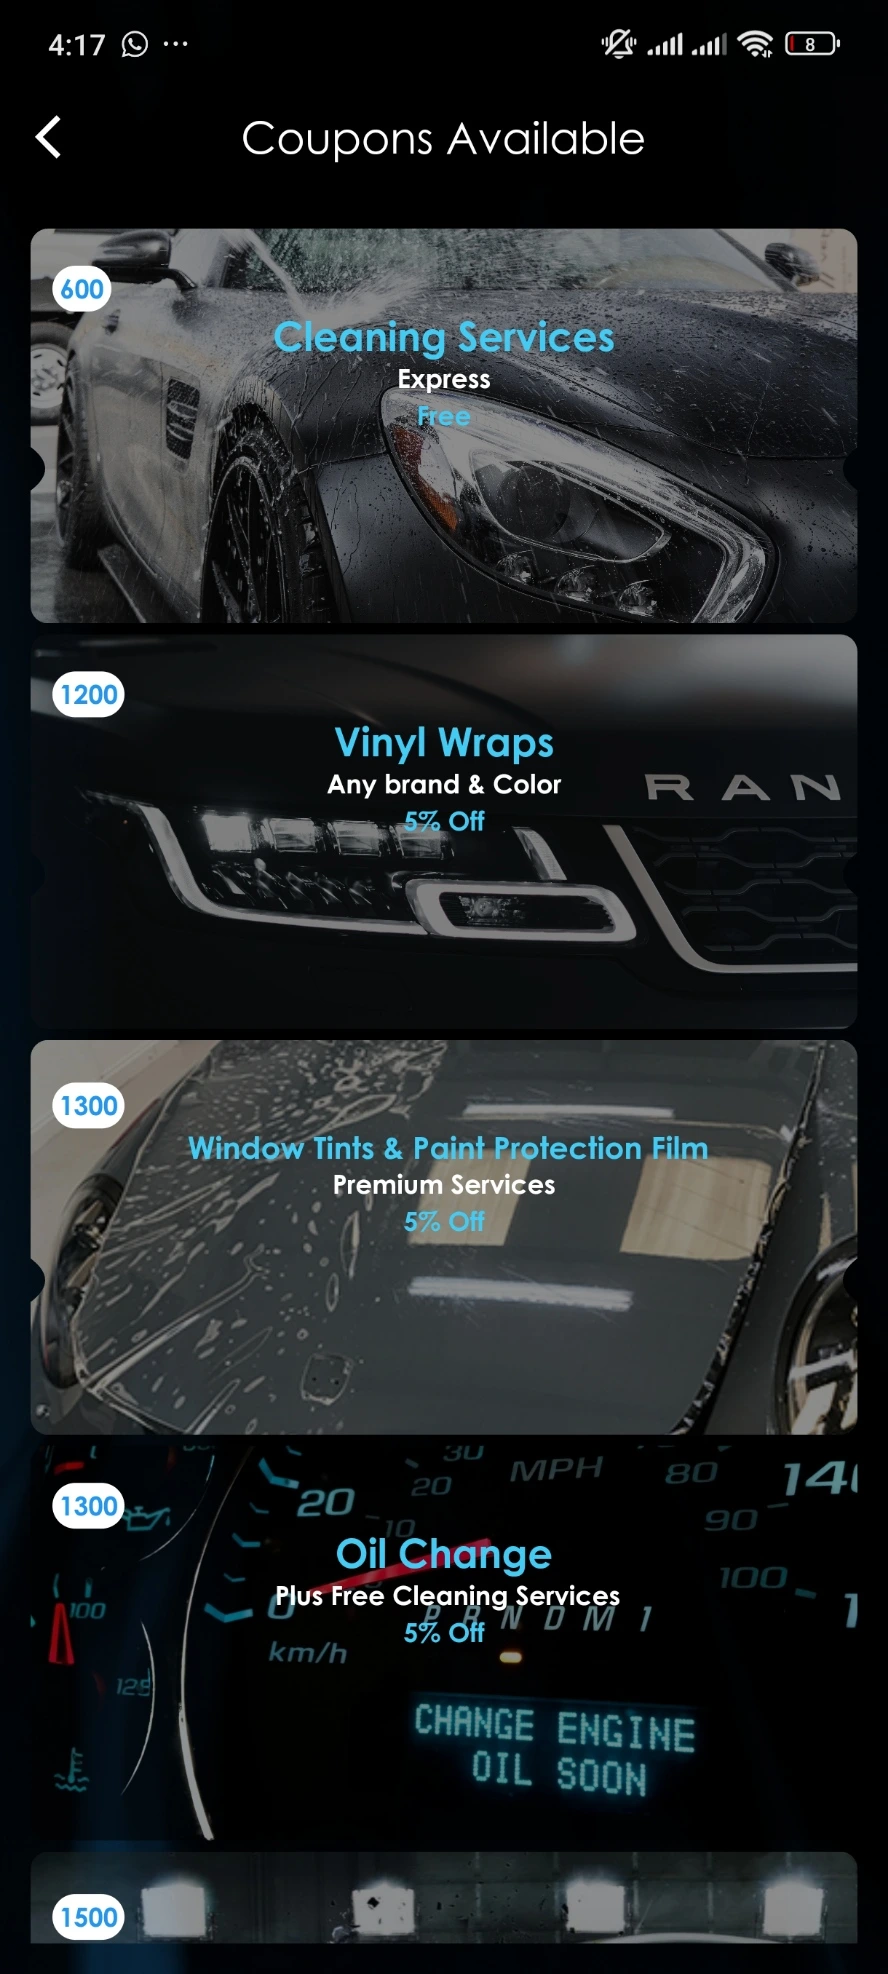 4:17
8
Coupons Available
600
Cleaning Services
Express
Free
1200
Vinyl Wraps
Any brand & Color
5% Off
RAN
1300
Window Tints & Paint Protection Film
Premium Services
5% Off
1300
20
10
20
30
MPH
80
90
100
140
Oil Change
Plus Free Cleaning Services
5% Off
0
P R N D M 1
km/h
100
125
CHANGE ENGINE
OIL SOON
1500